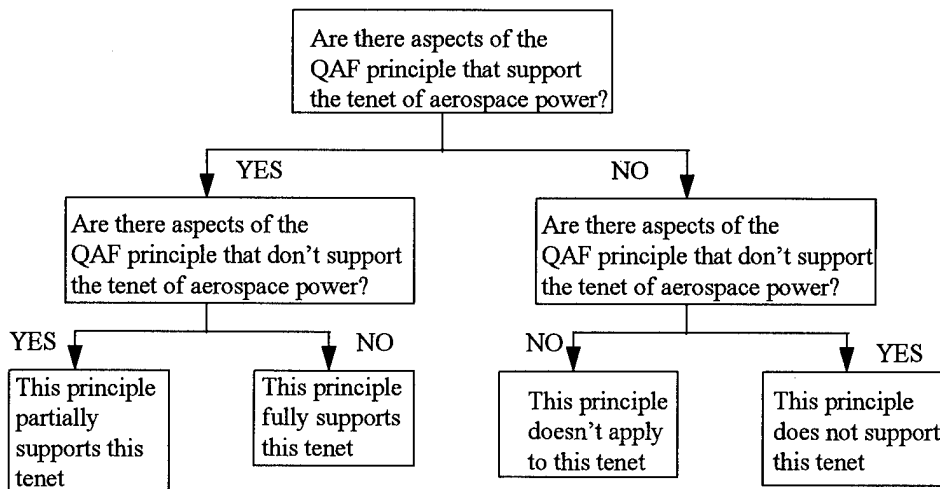 Are there aspects of the
QAF principle that support
the tenet of aerospace power?
YES
NO
Are there aspects of the
QAF principle that don't support
the tenet of aerospace power?
Are there aspects of the
QAF principle that don't support
the tenet of aerospace power?
YES
NO
NO
YES
This principle
partially
supports this
tenet
This principle
fully supports
this tenet
This principle
doesn't apply
to this tenet
This principle
does not support
this tenet